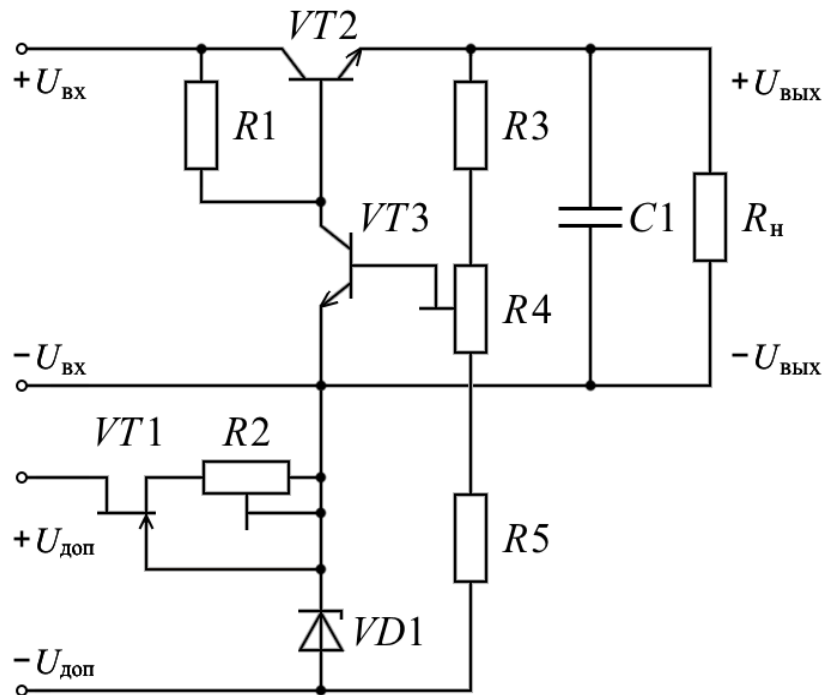 VT2
+Uвх
R1
R3
+Uвых
VT3
C1
Rн
R4
−Uвх
−Uвых
VT1
R2
+Uдоп
R5
VD1
−Uдоп